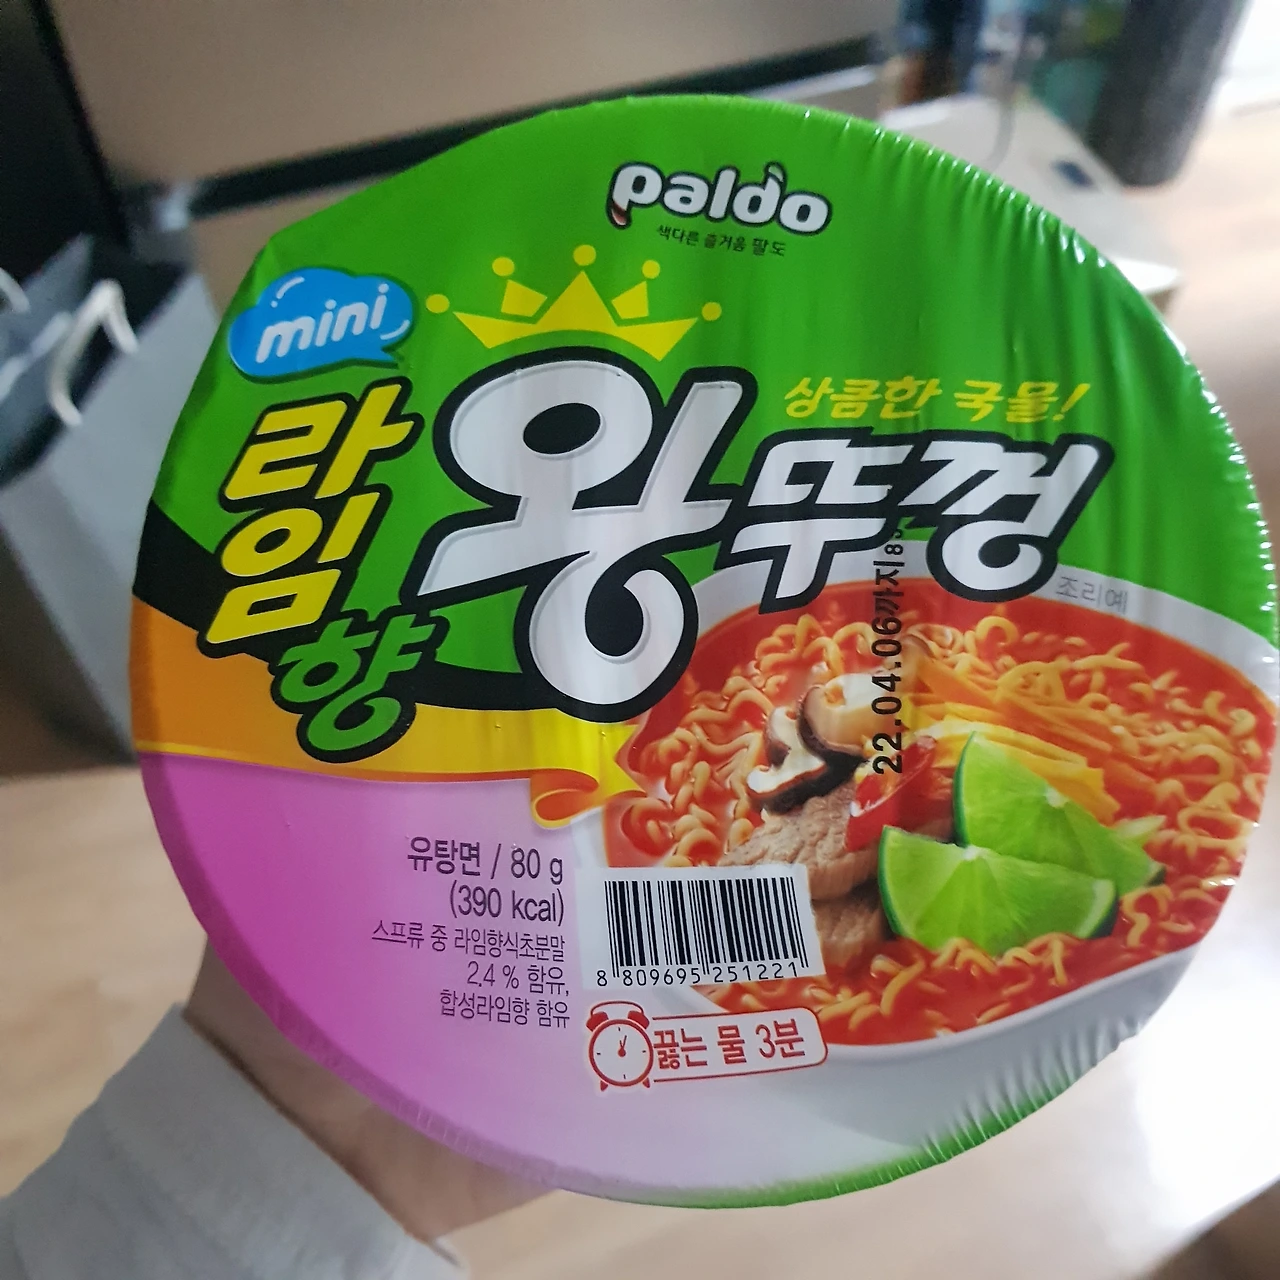 paldo
색다른 즐거움 팔도
mini
라임향
왕뚜껑
상큼한 국물!
조리예
22.04.06까지
유탕면 / 80 g
(390 kcal)
스프류 중 라임향식초분말
2.4 % 함유,
합성라임향 함유
8 809695 251221
끓는 물 3분